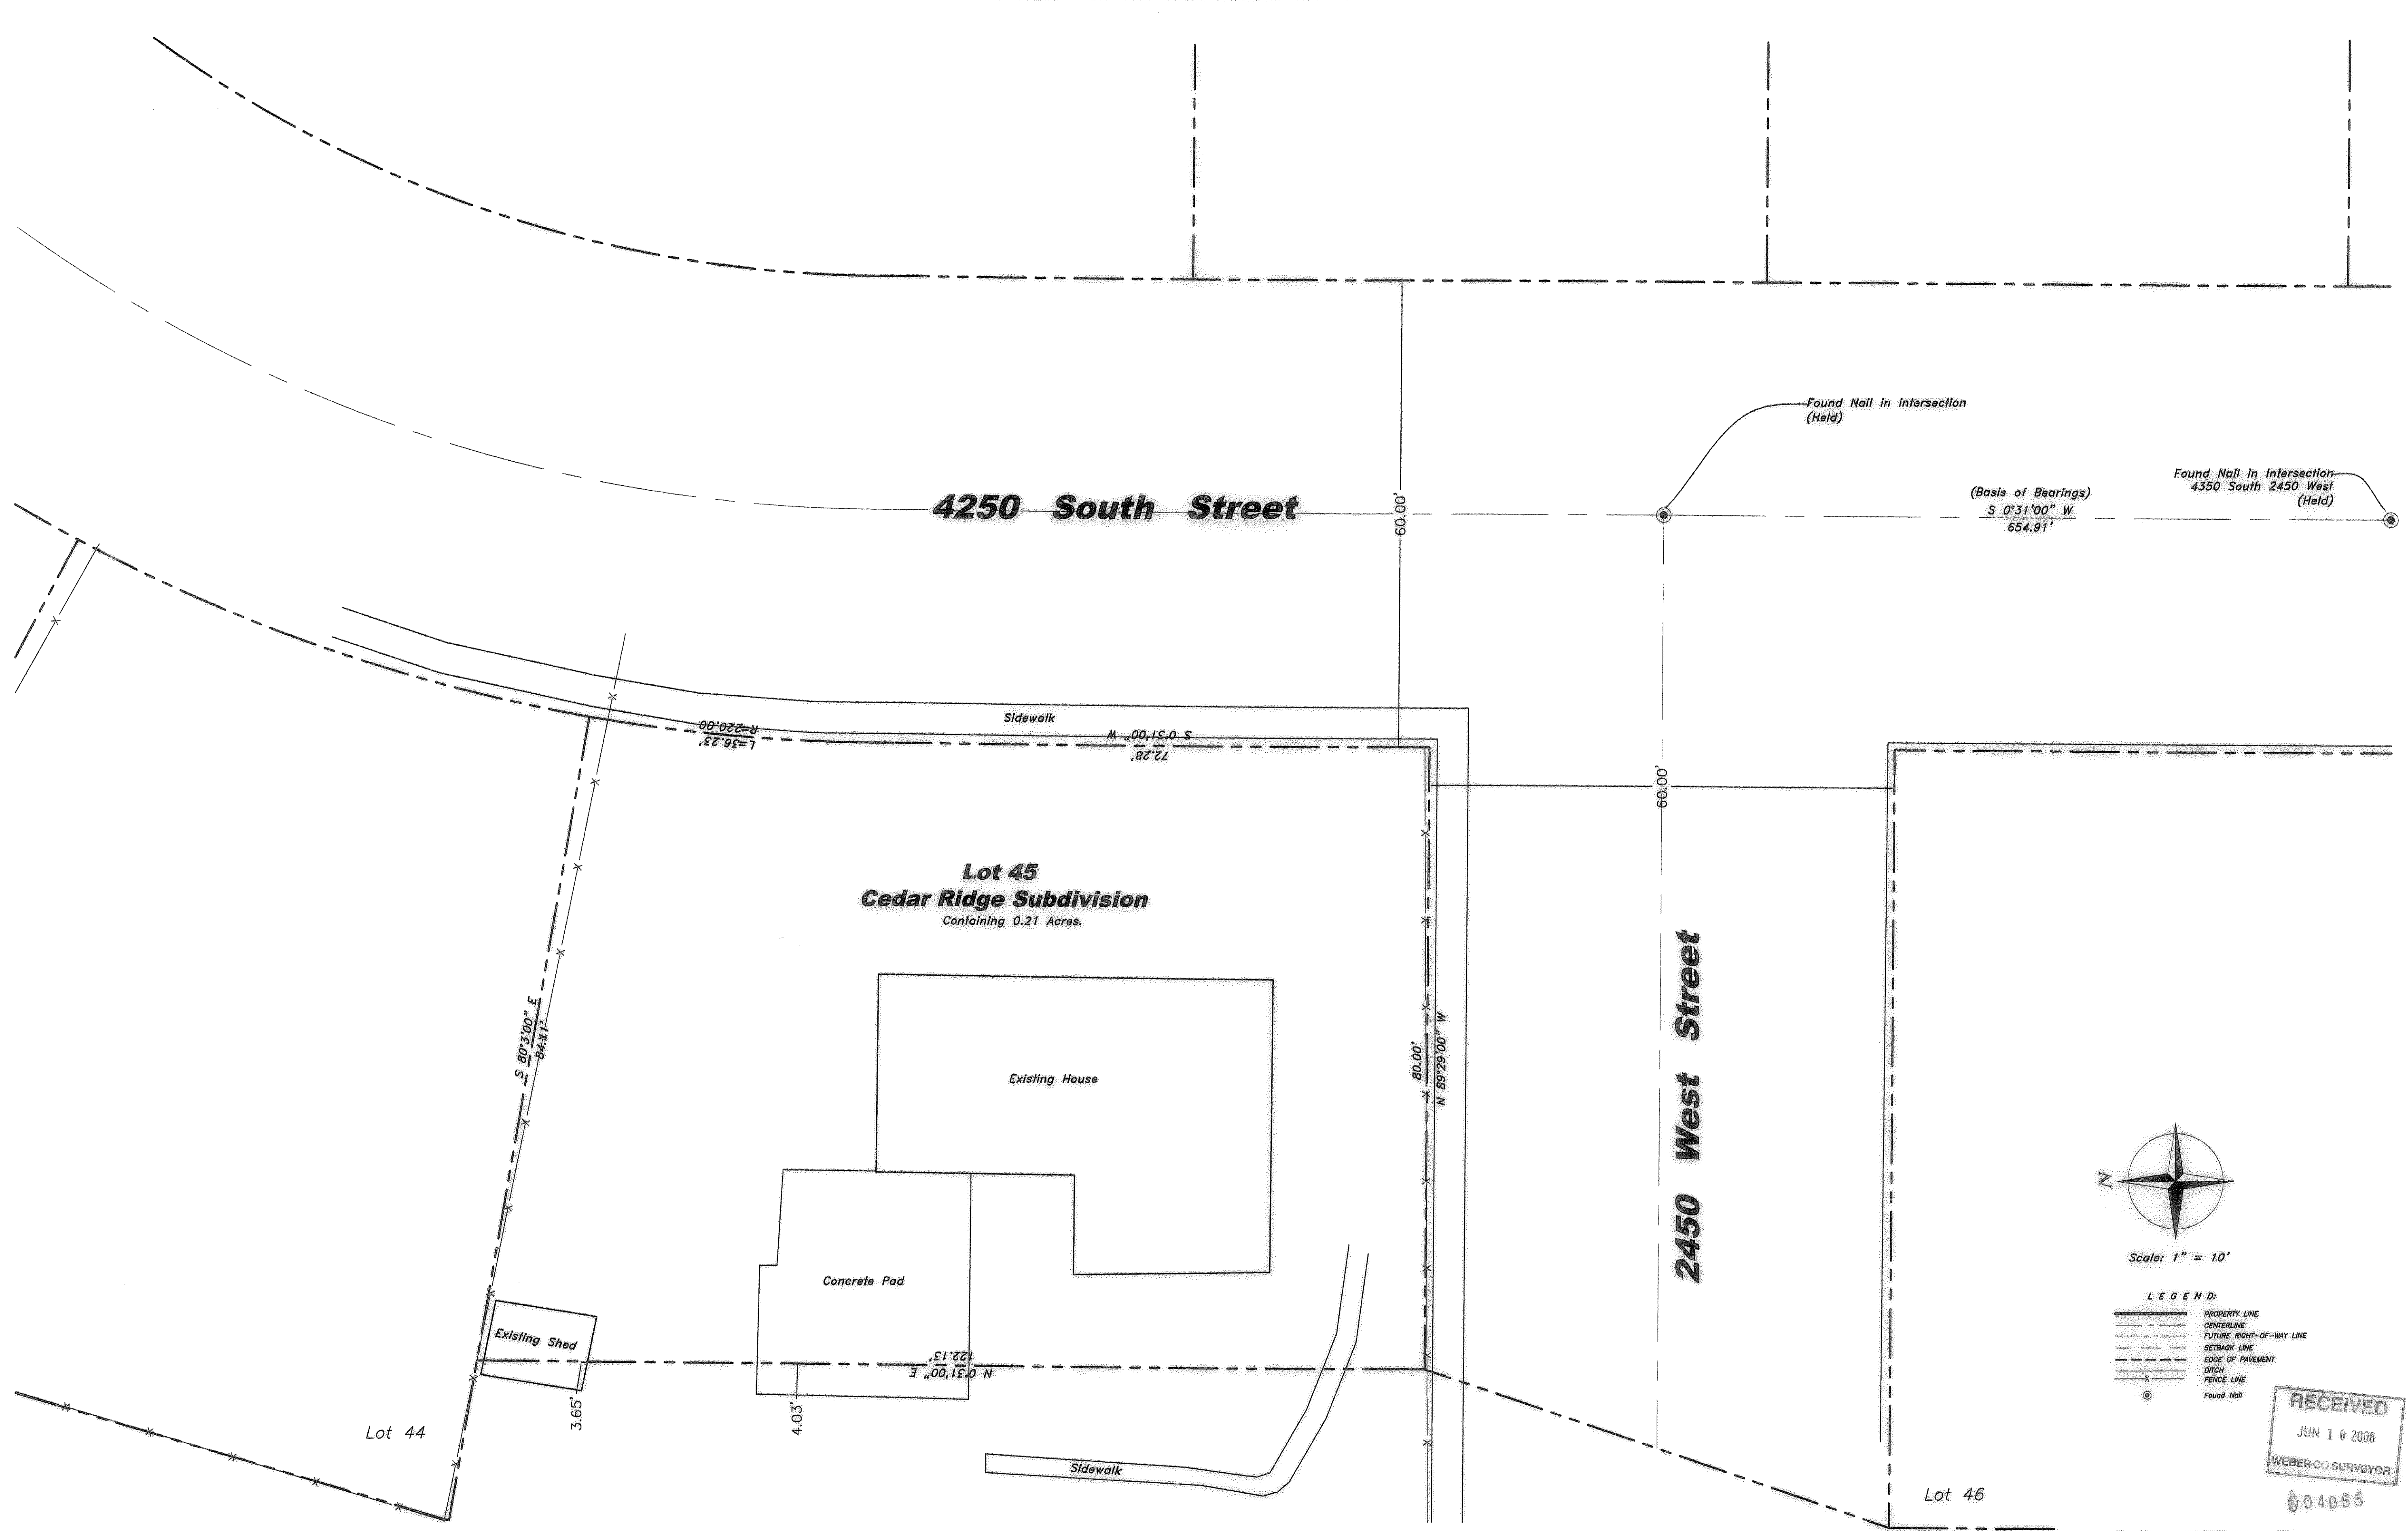 Found Nail in intersection
(Held)
Found Nail in Intersection
4350 South 2450 West
(Held)
(Basis of Bearings)
S 0°31'00" W
654.91'
4250 South Street
60.00'
R=220.00
L=36.23'
Sidewalk
S 0°31'00" W
72.28'
60.00'
Lot 45
Cedar Ridge Subdivision
Containing 0.21 Acres.
S 80°3'00" E
84.11'
Existing House
80.00'
N 89°29'00" W
2450 West Street
N
Scale: 1" = 10'
Concrete Pad
Existing Shed
122.13'
N 0°31'00" E
3.65'
4.03'
Lot 44
Sidewalk
Lot 46
LEGEND:
PROPERTY LINE
CENTERLINE
FUTURE RIGHT-OF-WAY LINE
SETBACK LINE
EDGE OF PAVEMENT
DITCH
FENCE LINE
Found Nail
RECEIVED
JUN 10 2008
WEBER CO SURVEYOR
004065